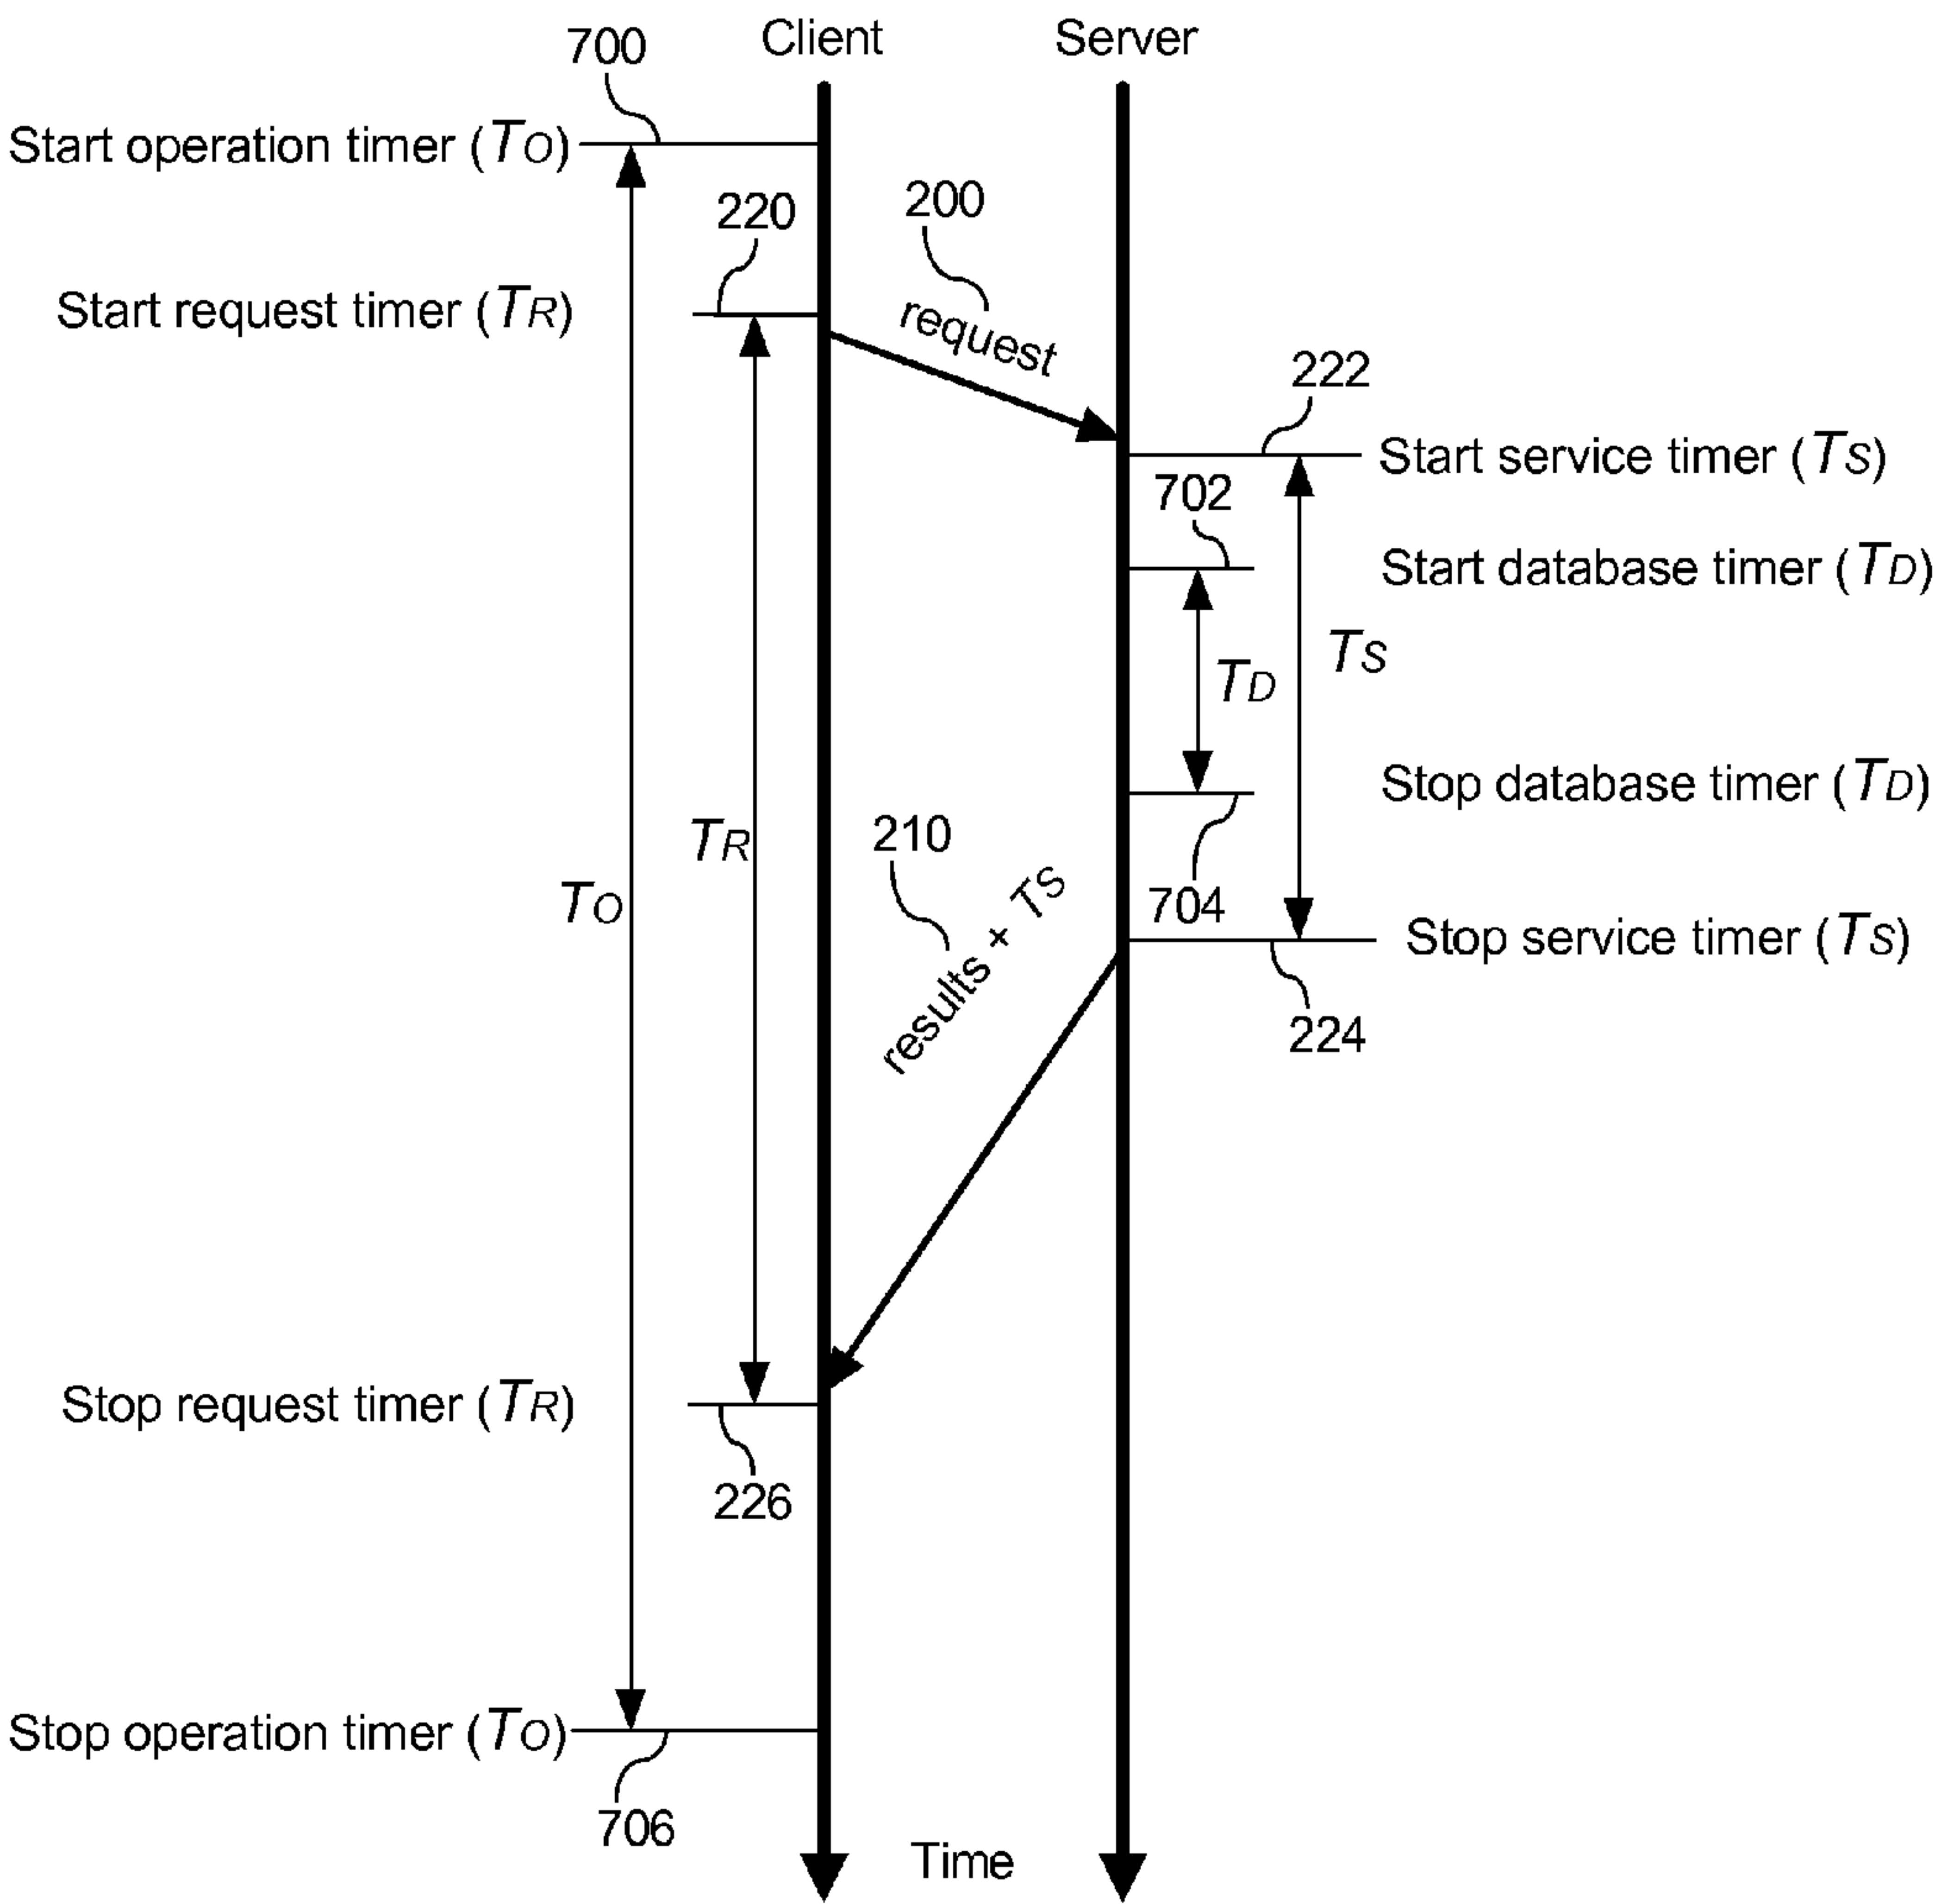 Client
Server
700
Start operation timer (TO)
220
200
Start request timer (TR)
request
222
Start service timer (TS)
702
Start database timer (TD)
TS
TD
Stop database timer (TD)
210
TR
TO
704
results + TS
Stop service timer (TS)
224
Stop request timer (TR)
226
Stop operation timer (TO)
706
Time